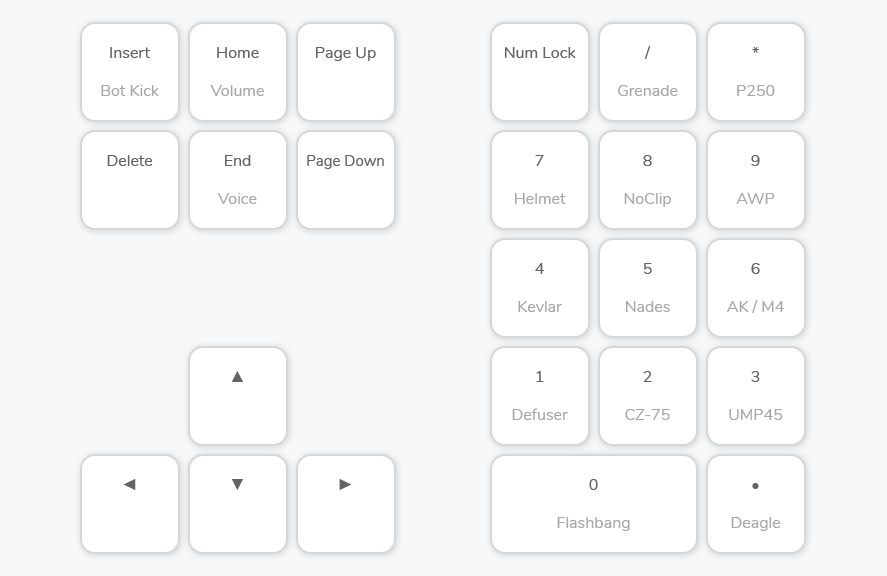 Insert
Bot Kick
Home
Volume
Page Up
Delete
End
Voice
Page Down
▲
◄
▼
►
Num Lock
/
Grenade
*
P250
7
Helmet
8
NoClip
9
AWP
4
Kevlar
5
Nades
6
AK / M4
1
Defuser
2
CZ-75
3
UMP45
0
Flashbang
•
Deagle